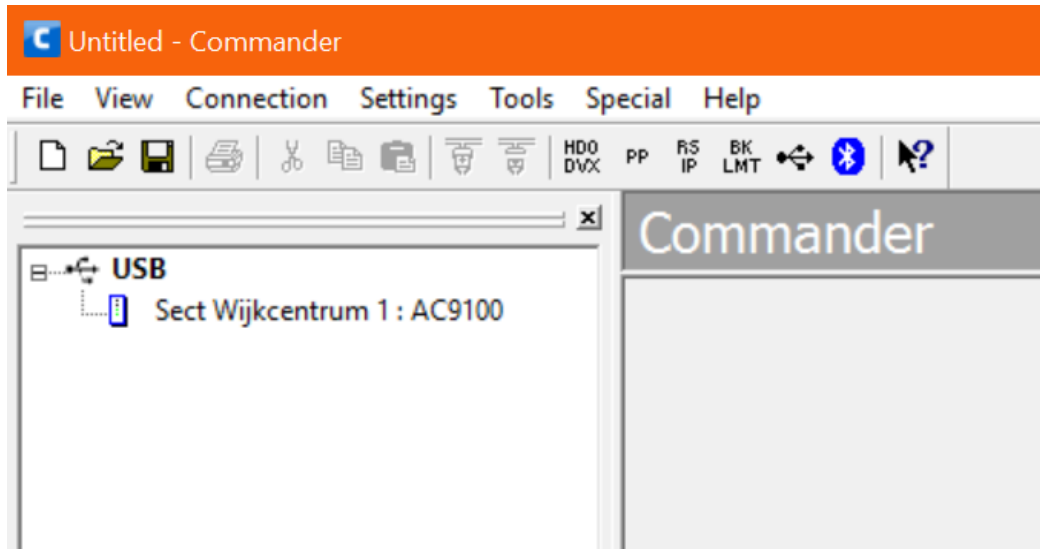 C Untitled - Commander
File View Connection Settings Tools Special Help
HDO DVX PP RS IP BK LMT ?
Commander
USB
Sect Wijkcentrum 1 : AC9100